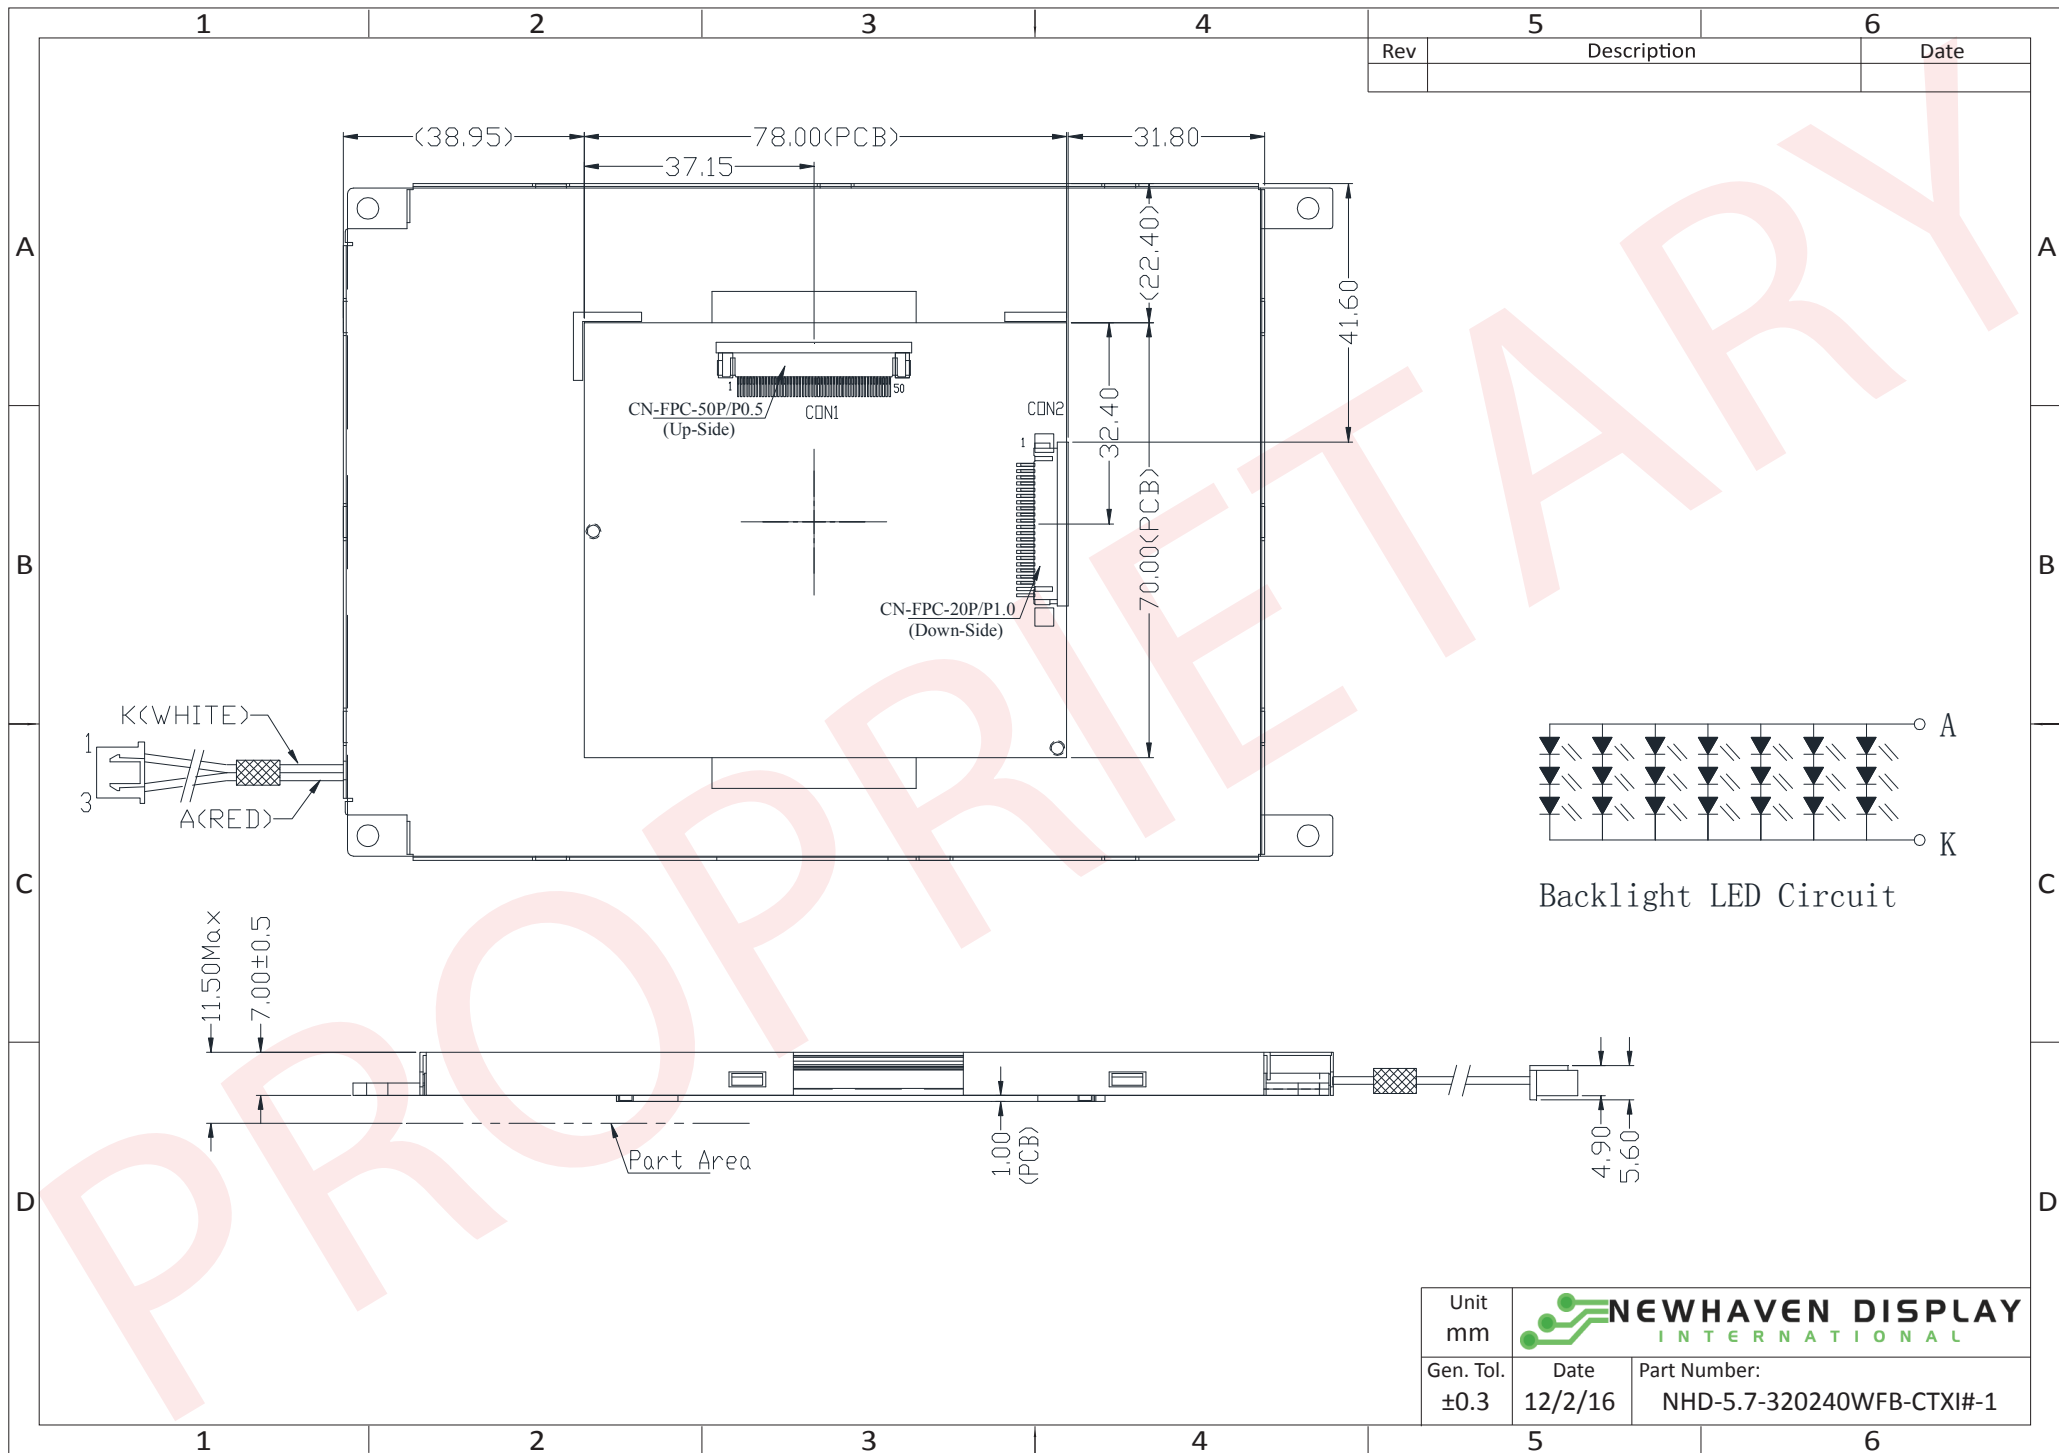 1 2 3 4 5 6
Rev Description Date
(38.95) 78.00(PCB) 31.80
37.15
(22.40)
41.60
A A
1 50
CN-FPC-50P/P0.5
(Up-Side)
CON1
CON2
32.40
1
70.00(PCB)
B B
CN-FPC-20P/P1.0
(Down-Side)
K(WHITE)
1
3
A(RED)
A
K
Backlight LED Circuit
C C
11.50Max
7.00±0.5
1.00
(PCB)
Part Area
4.90
5.60
D D
PROPRIETARY
Unit
mm
NEWHAVEN DISPLAY
INTERNATIONAL
Gen. Tol. Date Part Number:
±0.3 12/2/16 NHD-5.7-320240WFB-CTXI#-1
1 2 3 4 5 6